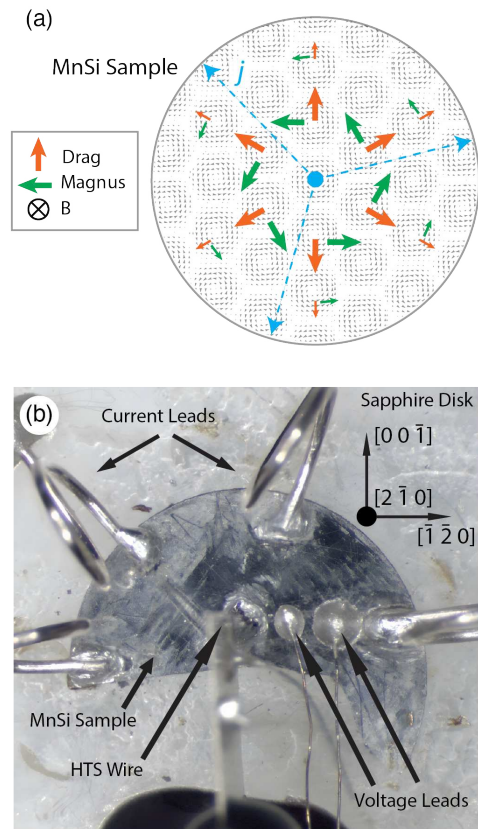 (a)
MnSi Sample
j
Drag
Magnus
B
(b)
Current Leads
Sapphire Disk
[0 0 1̄]
[2 1̄ 0]
[1̄ 2̄ 0]
MnSi Sample
HTS Wire
Voltage Leads